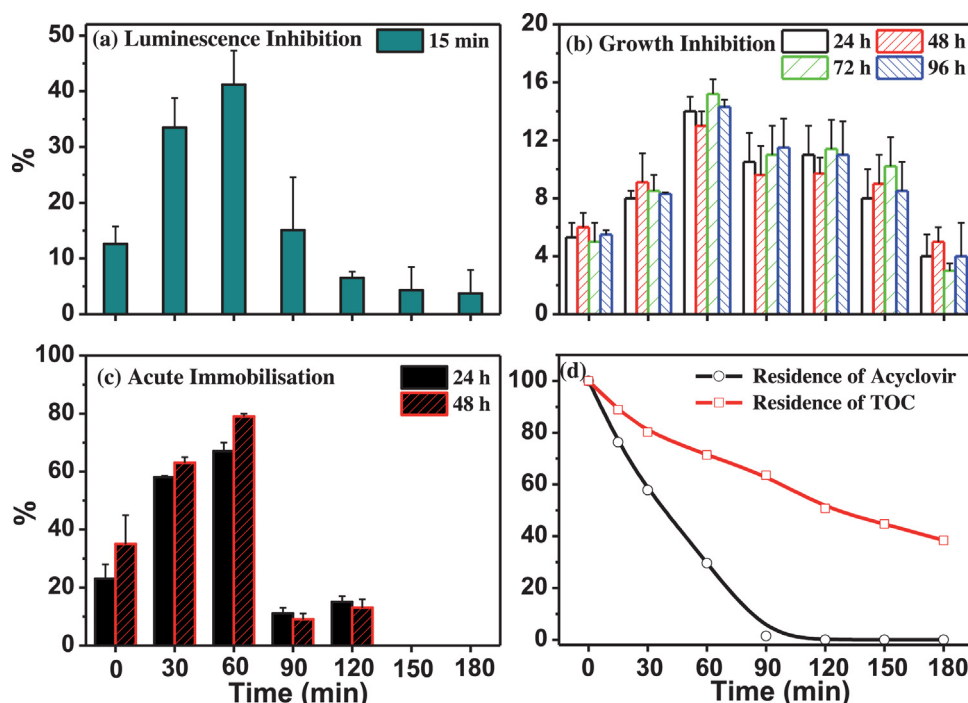 (a) Luminescence Inhibition 15 min
50
40
30
20
10
0
%
(b) Growth Inhibition
24 h 48 h
72 h 96 h
20
16
12
8
4
0
(c) Acute Immobilisation
24 h
48 h
100
80
60
40
20
0
%
0 30 60 90 120 150 180
Time (min)
(d)
Residence of Acyclovir
Residence of TOC
100
80
60
40
20
0
0 30 60 90 120 150 180
Time (min)